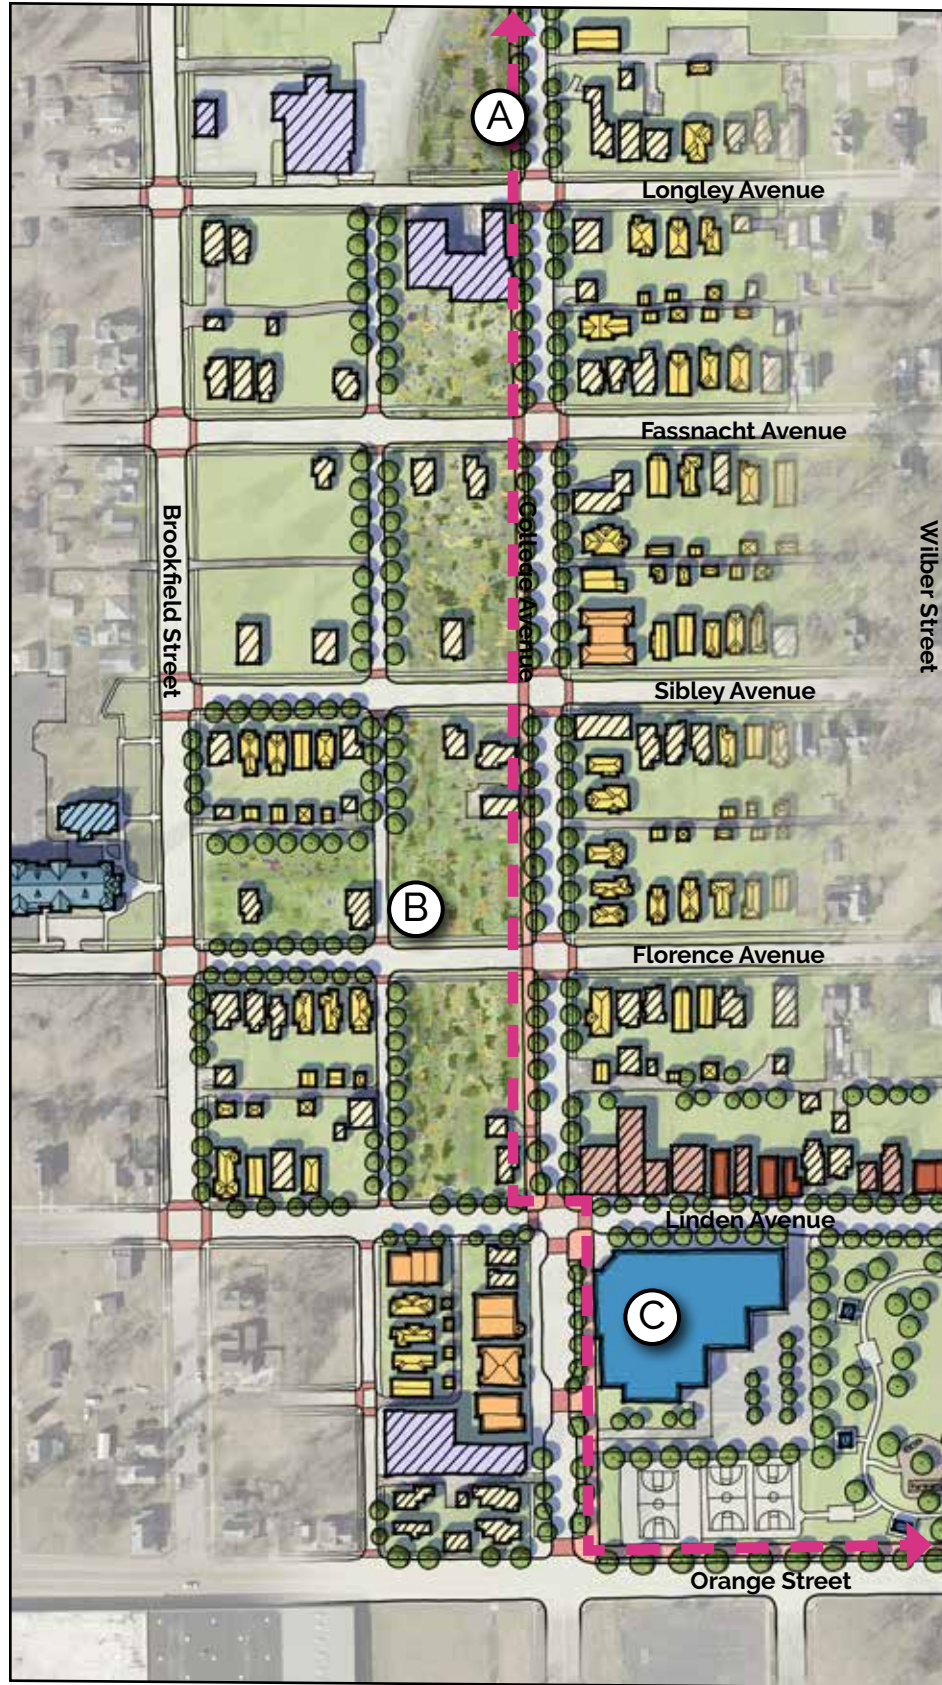 A
Longley Avenue
Fassnacht Avenue
College Avenue
Brookfield Street
Wilber Street
Sibley Avenue
B
Florence Avenue
Linden Avenue
C
Orange Street